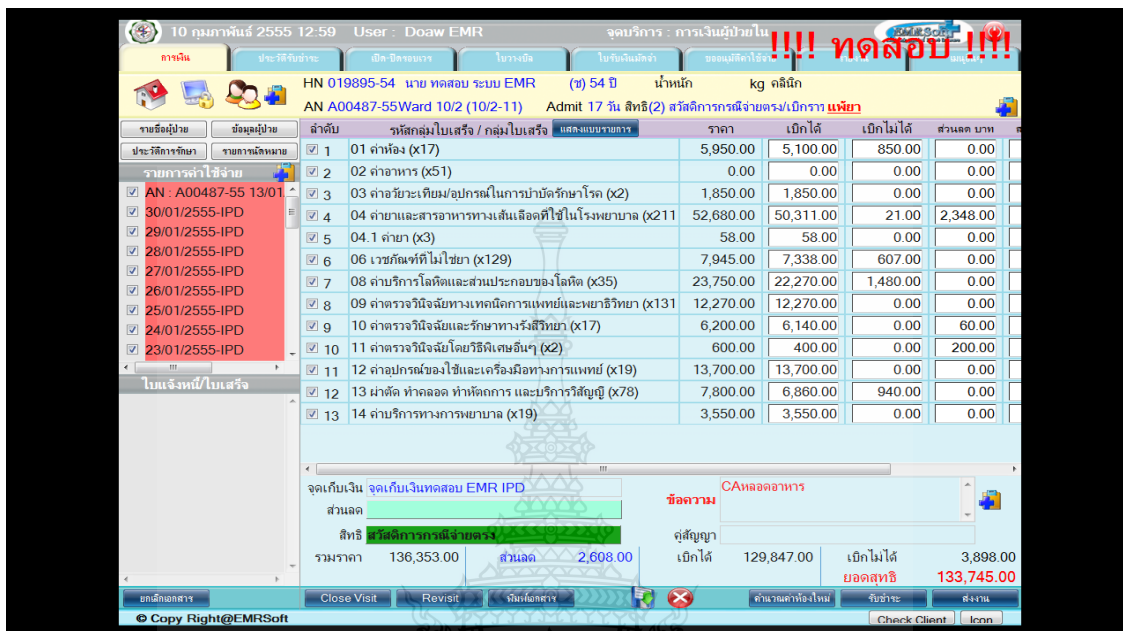 10 กุมภาพันธ์ 2555 12:59 User : Doaw EMR จุดบริการ : การเงินผู้ป่วยใน
!!!! ทดสอบ !!!!
การเงิน ประวัติรับชำระ เปิด-ปิดรอบเวร ใบวางบิล ใบรับเงินมัดจำ ขออนุมัติค่าใช้จ่าย
HN 019895-54 นาย ทดสอบ ระบบ EMR (ช) 54 ปี น้ำหนัก kg คลินิก
AN A00487-55 Ward 10/2 (10/2-11) Admit 17 วัน สิทธิ(2) สวัสดิการกรณีจ่ายตรง/เบิกราา แพ้ยา
รายชื่อผู้ป่วย ข้อมูลผู้ป่วย
ประวัติการรักษา รายการนัดหมาย
รายการค่าใช้จ่าย
AN : A00487-55 13/01
30/01/2555-IPD
29/01/2555-IPD
28/01/2555-IPD
27/01/2555-IPD
26/01/2555-IPD
25/01/2555-IPD
24/01/2555-IPD
23/01/2555-IPD
ใบแจ้งหนี้/ใบเสร็จ
ลำดับ รหัสกลุ่มใบเสร็จ / กลุ่มใบเสร็จ แสดงแบบรายการ ราคา เบิกได้ เบิกไม่ได้ ส่วนลด บาท
1 01 ค่าห้อง (x17) 5,950.00 5,100.00 850.00 0.00
2 02 ค่าอาหาร (x51) 0.00 0.00 0.00 0.00
3 03 ค่าอวัยวะเทียม/อุปกรณ์ในการบำบัดรักษาโรค (x2) 1,850.00 1,850.00 0.00 0.00
4 04 ค่ายาและสารอาหารทางเส้นเลือดที่ใช้ในโรงพยาบาล (x211 52,680.00 50,311.00 21.00 2,348.00
5 04.1 ค่ายา (x3) 58.00 58.00 0.00 0.00
6 06 เวชภัณฑ์ที่ไม่ใช่ยา (x129) 7,945.00 7,338.00 607.00 0.00
7 08 ค่าบริการโลหิตและส่วนประกอบของโลหิต (x35) 23,750.00 22,270.00 1,480.00 0.00
8 09 ค่าตรวจวินิจฉัยทางเทคนิคการแพทย์และพยาธิวิทยา (x131 12,270.00 12,270.00 0.00 0.00
9 10 ค่าตรวจวินิจฉัยและรักษาทางรังสีวิทยา (x17) 6,200.00 6,140.00 0.00 60.00
10 11 ค่าตรวจวินิจฉัยโดยวิธีพิเศษอื่นๆ (x2) 600.00 400.00 0.00 200.00
11 12 ค่าอุปกรณ์ของใช้และเครื่องมือทางการแพทย์ (x19) 13,700.00 13,700.00 0.00 0.00
12 13 ผ่าตัด ทำคลอด ทำหัตถการ และบริการวิสัญญี (x78) 7,800.00 6,860.00 940.00 0.00
13 14 ค่าบริการทางการพยาบาล (x19) 3,550.00 3,550.00 0.00 0.00
จุดเก็บเงิน จุดเก็บเงินทดสอบ EMR IPD ข้อความ CAหลอดอาหาร
ส่วนลด
สิทธิ สวัสดิการกรณีจ่ายตรง คู่สัญญา
รวมราคา 136,353.00 ส่วนลด 2,608.00 เบิกได้ 129,847.00 เบิกไม่ได้ 3,898.00
ยอดสุทธิ 133,745.00
ยกเลิกเอกสาร Close Visit Revisit พิมพ์เอกสาร คำนวณค่าห้องใหม่ รับชำระ ส่งงาน
© Copy Right@EMRSoft Check Client Icon